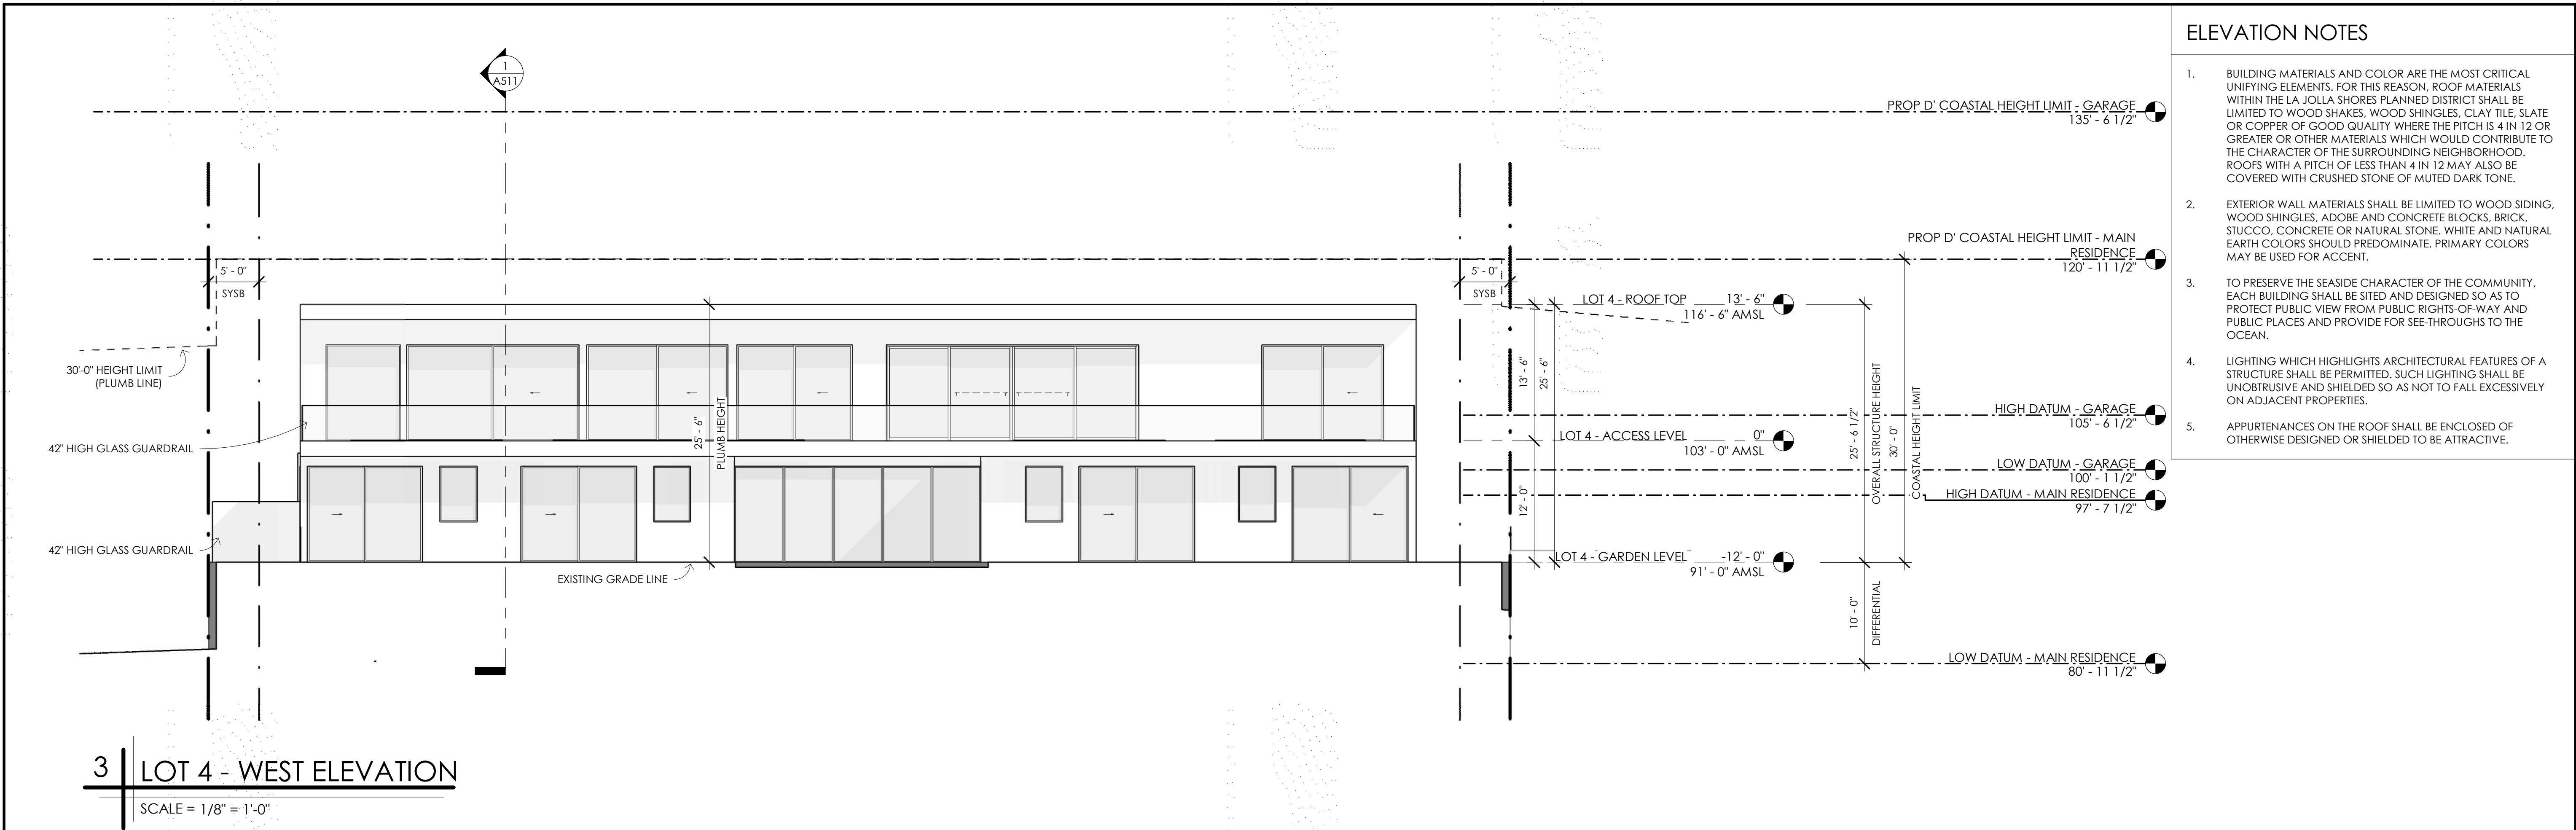 ELEVATION NOTES
1. BUILDING MATERIALS AND COLOR ARE THE MOST CRITICAL
UNIFYING ELEMENTS. FOR THIS REASON, ROOF MATERIALS
WITHIN THE LA JOLLA SHORES PLANNED DISTRICT SHALL BE
LIMITED TO WOOD SHAKES, WOOD SHINGLES, CLAY TILE, SLATE
OR COPPER OF GOOD QUALITY WHERE THE PITCH IS 4 IN 12 OR
GREATER OR OTHER MATERIALS WHICH WOULD CONTRIBUTE TO
THE CHARACTER OF THE SURROUNDING NEIGHBORHOOD.
ROOFS WITH A PITCH OF LESS THAN 4 IN 12 MAY ALSO BE
COVERED WITH CRUSHED STONE OF MUTED DARK TONE.
2. EXTERIOR WALL MATERIALS SHALL BE LIMITED TO WOOD SIDING,
WOOD SHINGLES, ADOBE AND CONCRETE BLOCKS, BRICK,
STUCCO, CONCRETE OR NATURAL STONE. WHITE AND NATURAL
EARTH COLORS SHOULD PREDOMINATE. PRIMARY COLORS
MAY BE USED FOR ACCENT.
3. TO PRESERVE THE SEASIDE CHARACTER OF THE COMMUNITY,
EACH BUILDING SHALL BE SITED AND DESIGNED SO AS TO
PROTECT PUBLIC VIEW FROM PUBLIC RIGHTS-OF-WAY AND
PUBLIC PLACES AND PROVIDE FOR SEE-THROUGHS TO THE
OCEAN.
4. LIGHTING WHICH HIGHLIGHTS ARCHITECTURAL FEATURES OF A
STRUCTURE SHALL BE PERMITTED. SUCH LIGHTING SHALL BE
UNOBTRUSIVE AND SHIELDED SO AS NOT TO FALL EXCESSIVELY
ON ADJACENT PROPERTIES.
5. APPURTENANCES ON THE ROOF SHALL BE ENCLOSED OF
OTHERWISE DESIGNED OR SHIELDED TO BE ATTRACTIVE.
1
A511
PROP D' COASTAL HEIGHT LIMIT - GARAGE
135' - 6 1/2"
PROP D' COASTAL HEIGHT LIMIT - MAIN
RESIDENCE
120' - 11 1/2"
5' - 0"
SYSB
5' - 0"
SYSB
LOT 4 - ROOF TOP 13' - 6"
116' - 6" AMSL
30'-0" HEIGHT LIMIT
(PLUMB LINE)
42" HIGH GLASS GUARDRAIL
42" HIGH GLASS GUARDRAIL
25' - 6"
PLUMB HEIGHT
EXISTING GRADE LINE
13' - 6"
25' - 6"
12' - 0"
LOT 4 - ACCESS LEVEL 0"
103' - 0" AMSL
LOT 4 - GARDEN LEVEL -12' - 0"
91' - 0" AMSL
25' - 6 1/2"
OVERALL STRUCTURE HEIGHT
30' - 0"
COASTAL HEIGHT LIMIT
10' - 0"
DIFFERENTIAL
HIGH DATUM - GARAGE
105' - 6 1/2"
LOW DATUM - GARAGE
100' - 1 1/2"
HIGH DATUM - MAIN RESIDENCE
97' - 7 1/2"
LOW DATUM - MAIN RESIDENCE
80' - 11 1/2"
3 LOT 4 - WEST ELEVATION
SCALE = 1/8" = 1'-0"